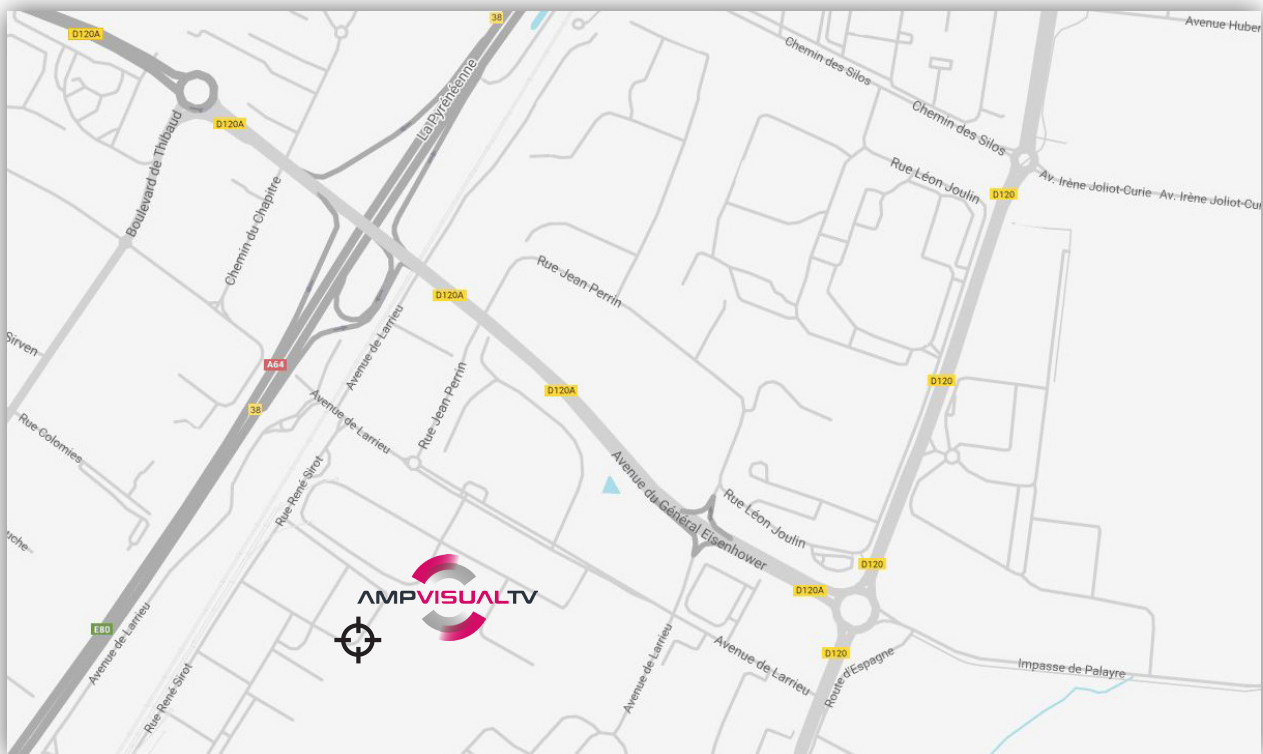 38
D120A
Avenue Huber
Chemin des Silos
La Pyrénéenne
D120A
Boulevard de Thibaud
Chemin des Silos
Rue Léon Joulin
Av. Irène Joliot-Curie
Av. Irène Joliot-Cur
D120
Chemin du Chapitre
Rue Jean Perrin
D120A
Avenue de Larrieu
Sirven
A64
D120
D120A
Avenue de Larrieu
Rue Jean Perrin
38
Rue Colomies
Avenue du Général Eisenhower
Rue René Sirot
Rue Léon Joulin
uche
D120
D120A
AMPVISUALTV
E80
Avenue de Larrieu
Avenue de Larrieu
Avenue de Larrieu
D120
Route d'Espagne
Impasse de Palayre
Rue René Sirot